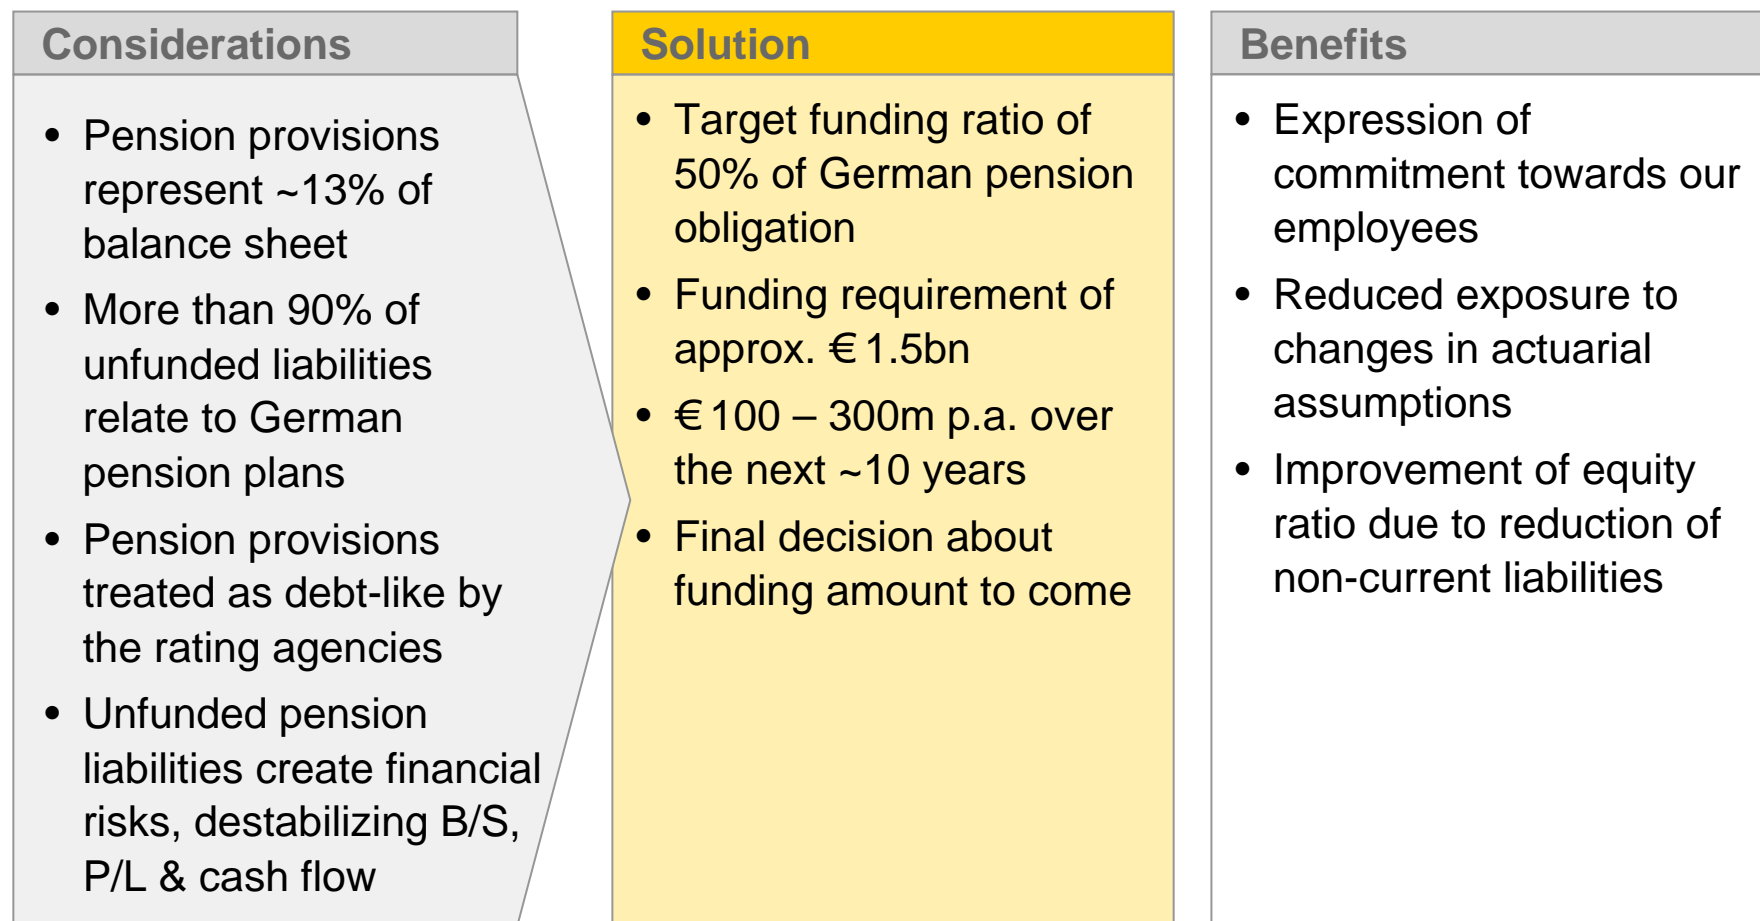 Considerations
• Pension provisions
represent ~13% of
balance sheet
• More than 90% of
unfunded liabilities
relate to German
pension plans
• Pension provisions
treated as debt-like by
the rating agencies
• Unfunded pension
liabilities create financial
risks, destabilizing B/S,
P/L & cash flow
Solution
• Target funding ratio of
50% of German pension
obligation
• Funding requirement of
approx. € 1.5bn
• € 100 – 300m p.a. over
the next ~10 years
• Final decision about
funding amount to come
Benefits
• Expression of
commitment towards our
employees
• Reduced exposure to
changes in actuarial
assumptions
• Improvement of equity
ratio due to reduction of
non-current liabilities